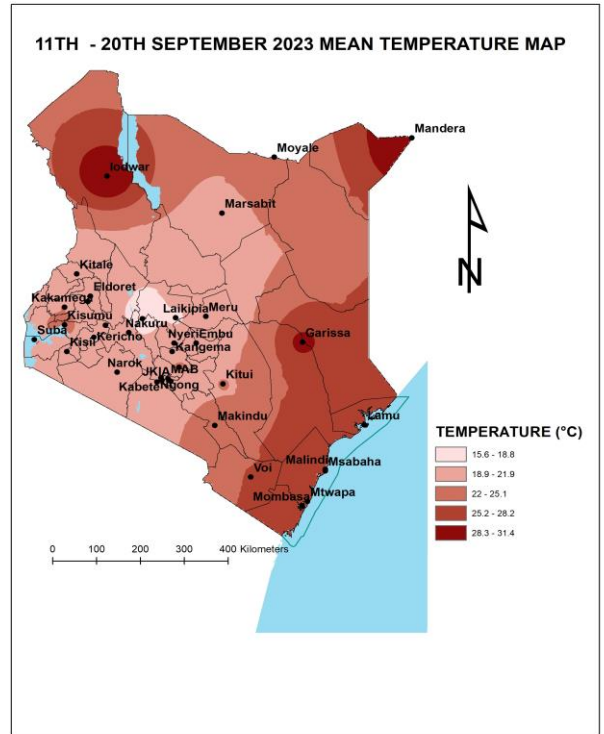 11TH - 20TH SEPTEMBER 2023 MEAN TEMPERATURE MAP
Mandera
Moyale
lodwar
Marsabit
N
Kitale
Eldoret
Kakamega
Laikipia
Meru
Kisumu
Nakuru
Suba
Nyeri
Embu
Garissa
Kericho
Kisii
Kangema
Narok
JKIA
MAB
Kabete
Ngong
Kitui
Makindu
Lamu
TEMPERATURE (°C)
15.6 - 18.8
18.9 - 21.9
22 - 25.1
25.2 - 28.2
28.3 - 31.4
Malindi
Msabaha
Voi
Mombasa
Mtwapa
0 100 200 300 400 Kilometers